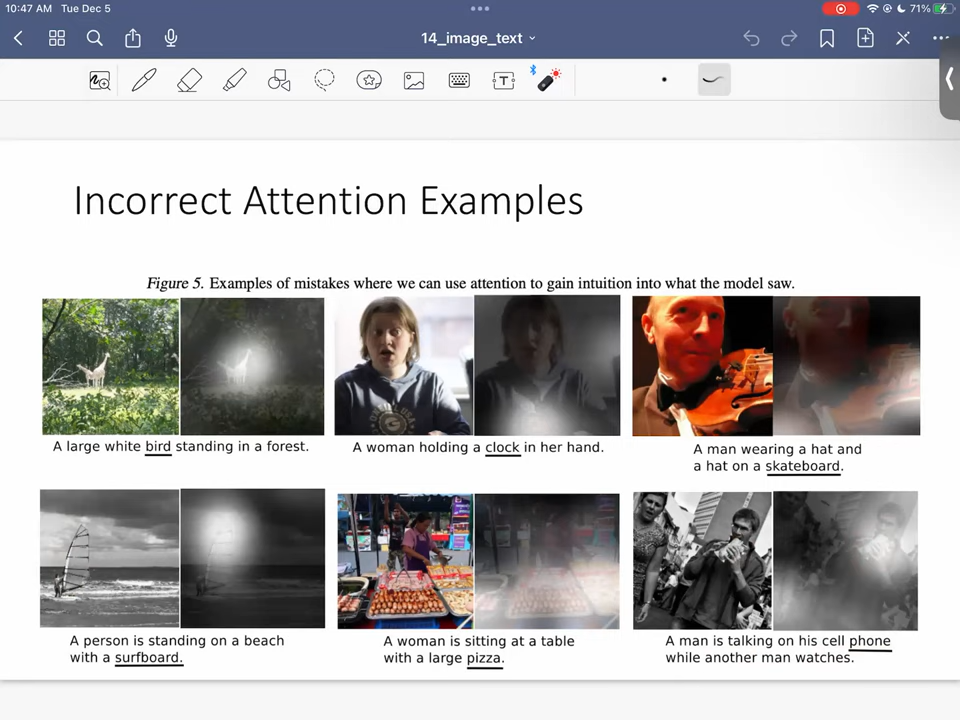 10:47 AM Tue Dec 5
71%
14_image_text
T
Incorrect Attention Examples
Figure 5. Examples of mistakes where we can use attention to gain intuition into what the model saw.
A large white bird standing in a forest.
A woman holding a clock in her hand.
A man wearing a hat and
a hat on a skateboard.
A person is standing on a beach
with a surfboard.
A woman is sitting at a table
with a large pizza.
A man is talking on his cell phone
while another man watches.